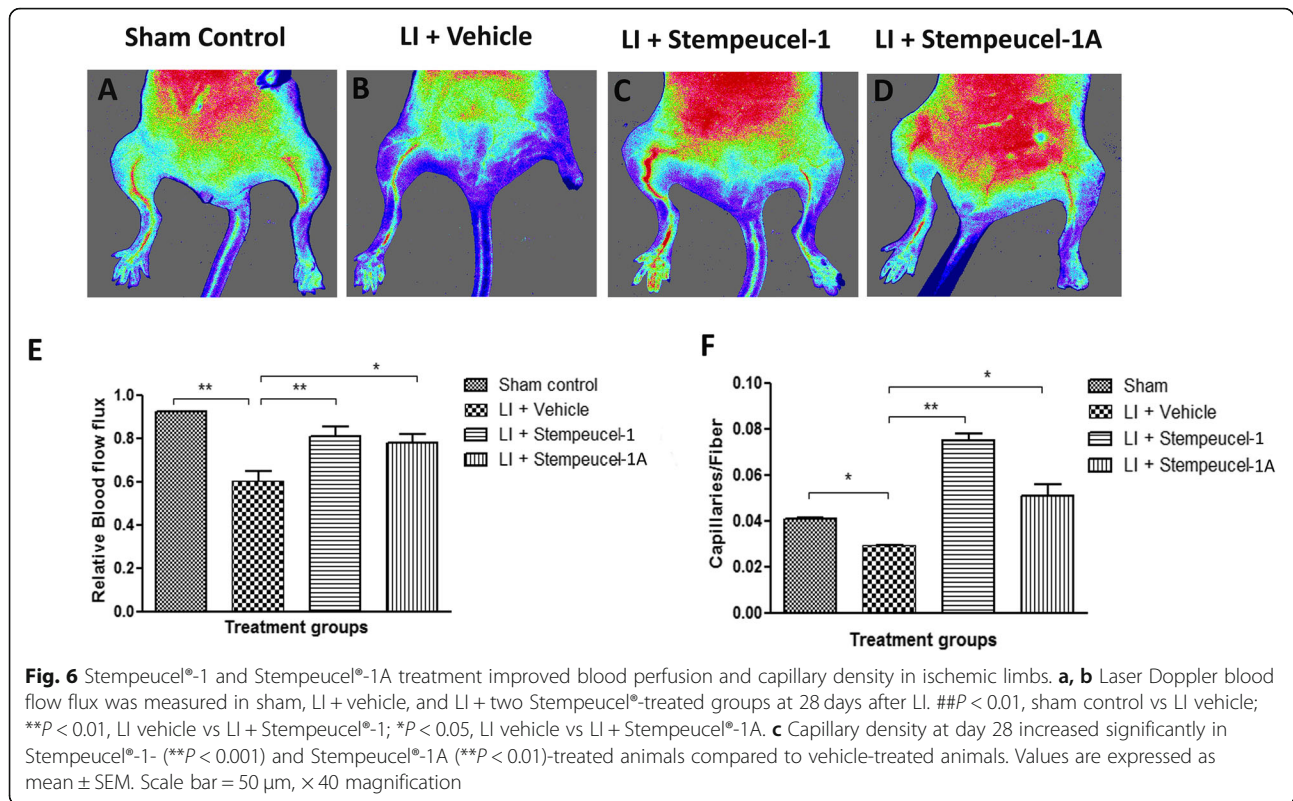 Sham Control
LI + Vehicle
LI + Stempeucel-1
LI + Stempeucel-1A
A
B
C
D
E
Relative Blood flow flux
1.0
0.8
0.6
0.4
0.2
0.0
**
**
*
Treatment groups
Sham control
LI + Vehicle
LI + Stempeucel-1
LI + Stempeucel-1A
F
Capillaries/Fiber
0.10
0.08
0.06
0.04
0.02
0.00
*
**
*
Treatment groups
Sham
LI + Vehicle
LI + Stempeucel-1
LI + Stempeucel-1A
Fig. 6 Stempeucel®-1 and Stempeucel®-1A treatment improved blood perfusion and capillary density in ischemic limbs. a, b Laser Doppler blood
flow flux was measured in sham, LI + vehicle, and LI + two Stempeucel®-treated groups at 28 days after LI. ##P < 0.01, sham control vs LI vehicle;
**P < 0.01, LI vehicle vs LI + Stempeucel®-1; *P < 0.05, LI vehicle vs LI + Stempeucel®-1A. c Capillary density at day 28 increased significantly in
Stempeucel®-1- (**P < 0.001) and Stempeucel®-1A (**P < 0.01)-treated animals compared to vehicle-treated animals. Values are expressed as
mean ± SEM. Scale bar = 50 μm, × 40 magnification